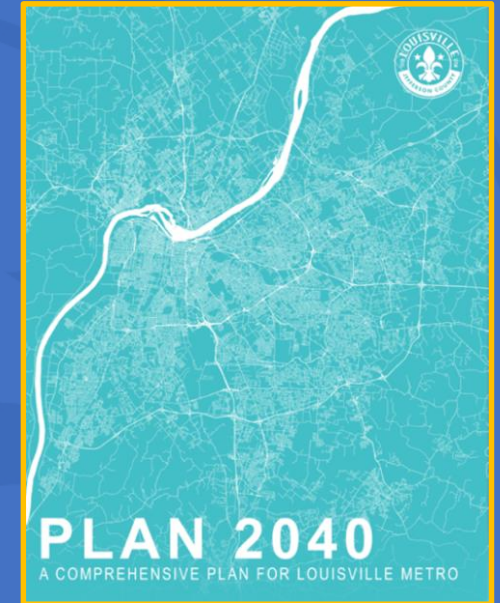 LOUISVILLE
JEFFERSON COUNTY
PLAN 2040
A COMPREHENSIVE PLAN FOR LOUISVILLE METRO